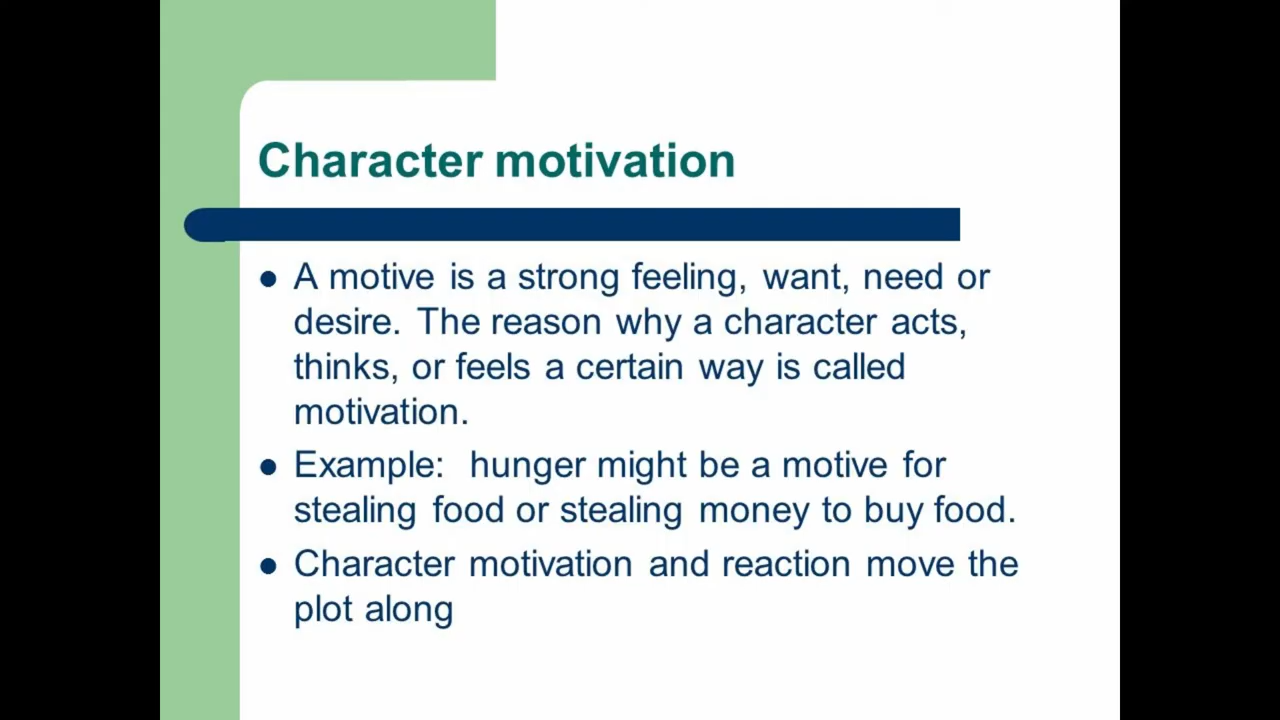 Character motivation
● A motive is a strong feeling, want, need or
desire. The reason why a character acts,
thinks, or feels a certain way is called
motivation.
● Example: hunger might be a motive for
stealing food or stealing money to buy food.
● Character motivation and reaction move the
plot along